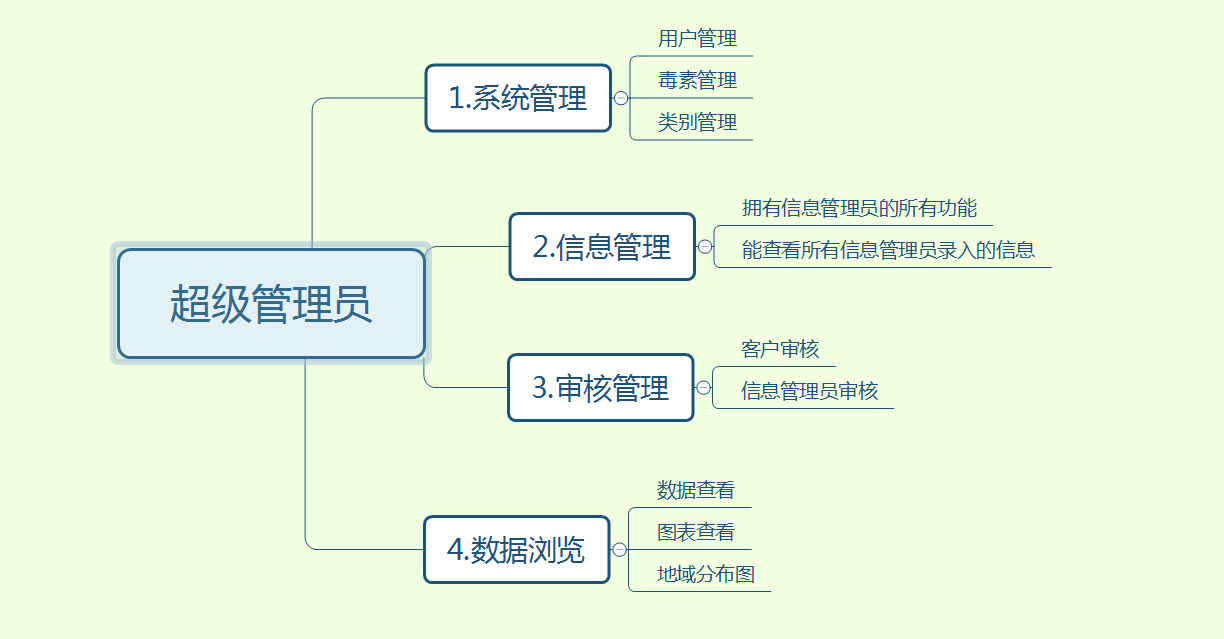 超级管理员
1.系统管理
用户管理
毒素管理
类别管理
2.信息管理
拥有信息管理员的所有功能
能查看所有信息管理员录入的信息
3.审核管理
客户审核
信息管理员审核
4.数据浏览
数据查看
图表查看
地域分布图